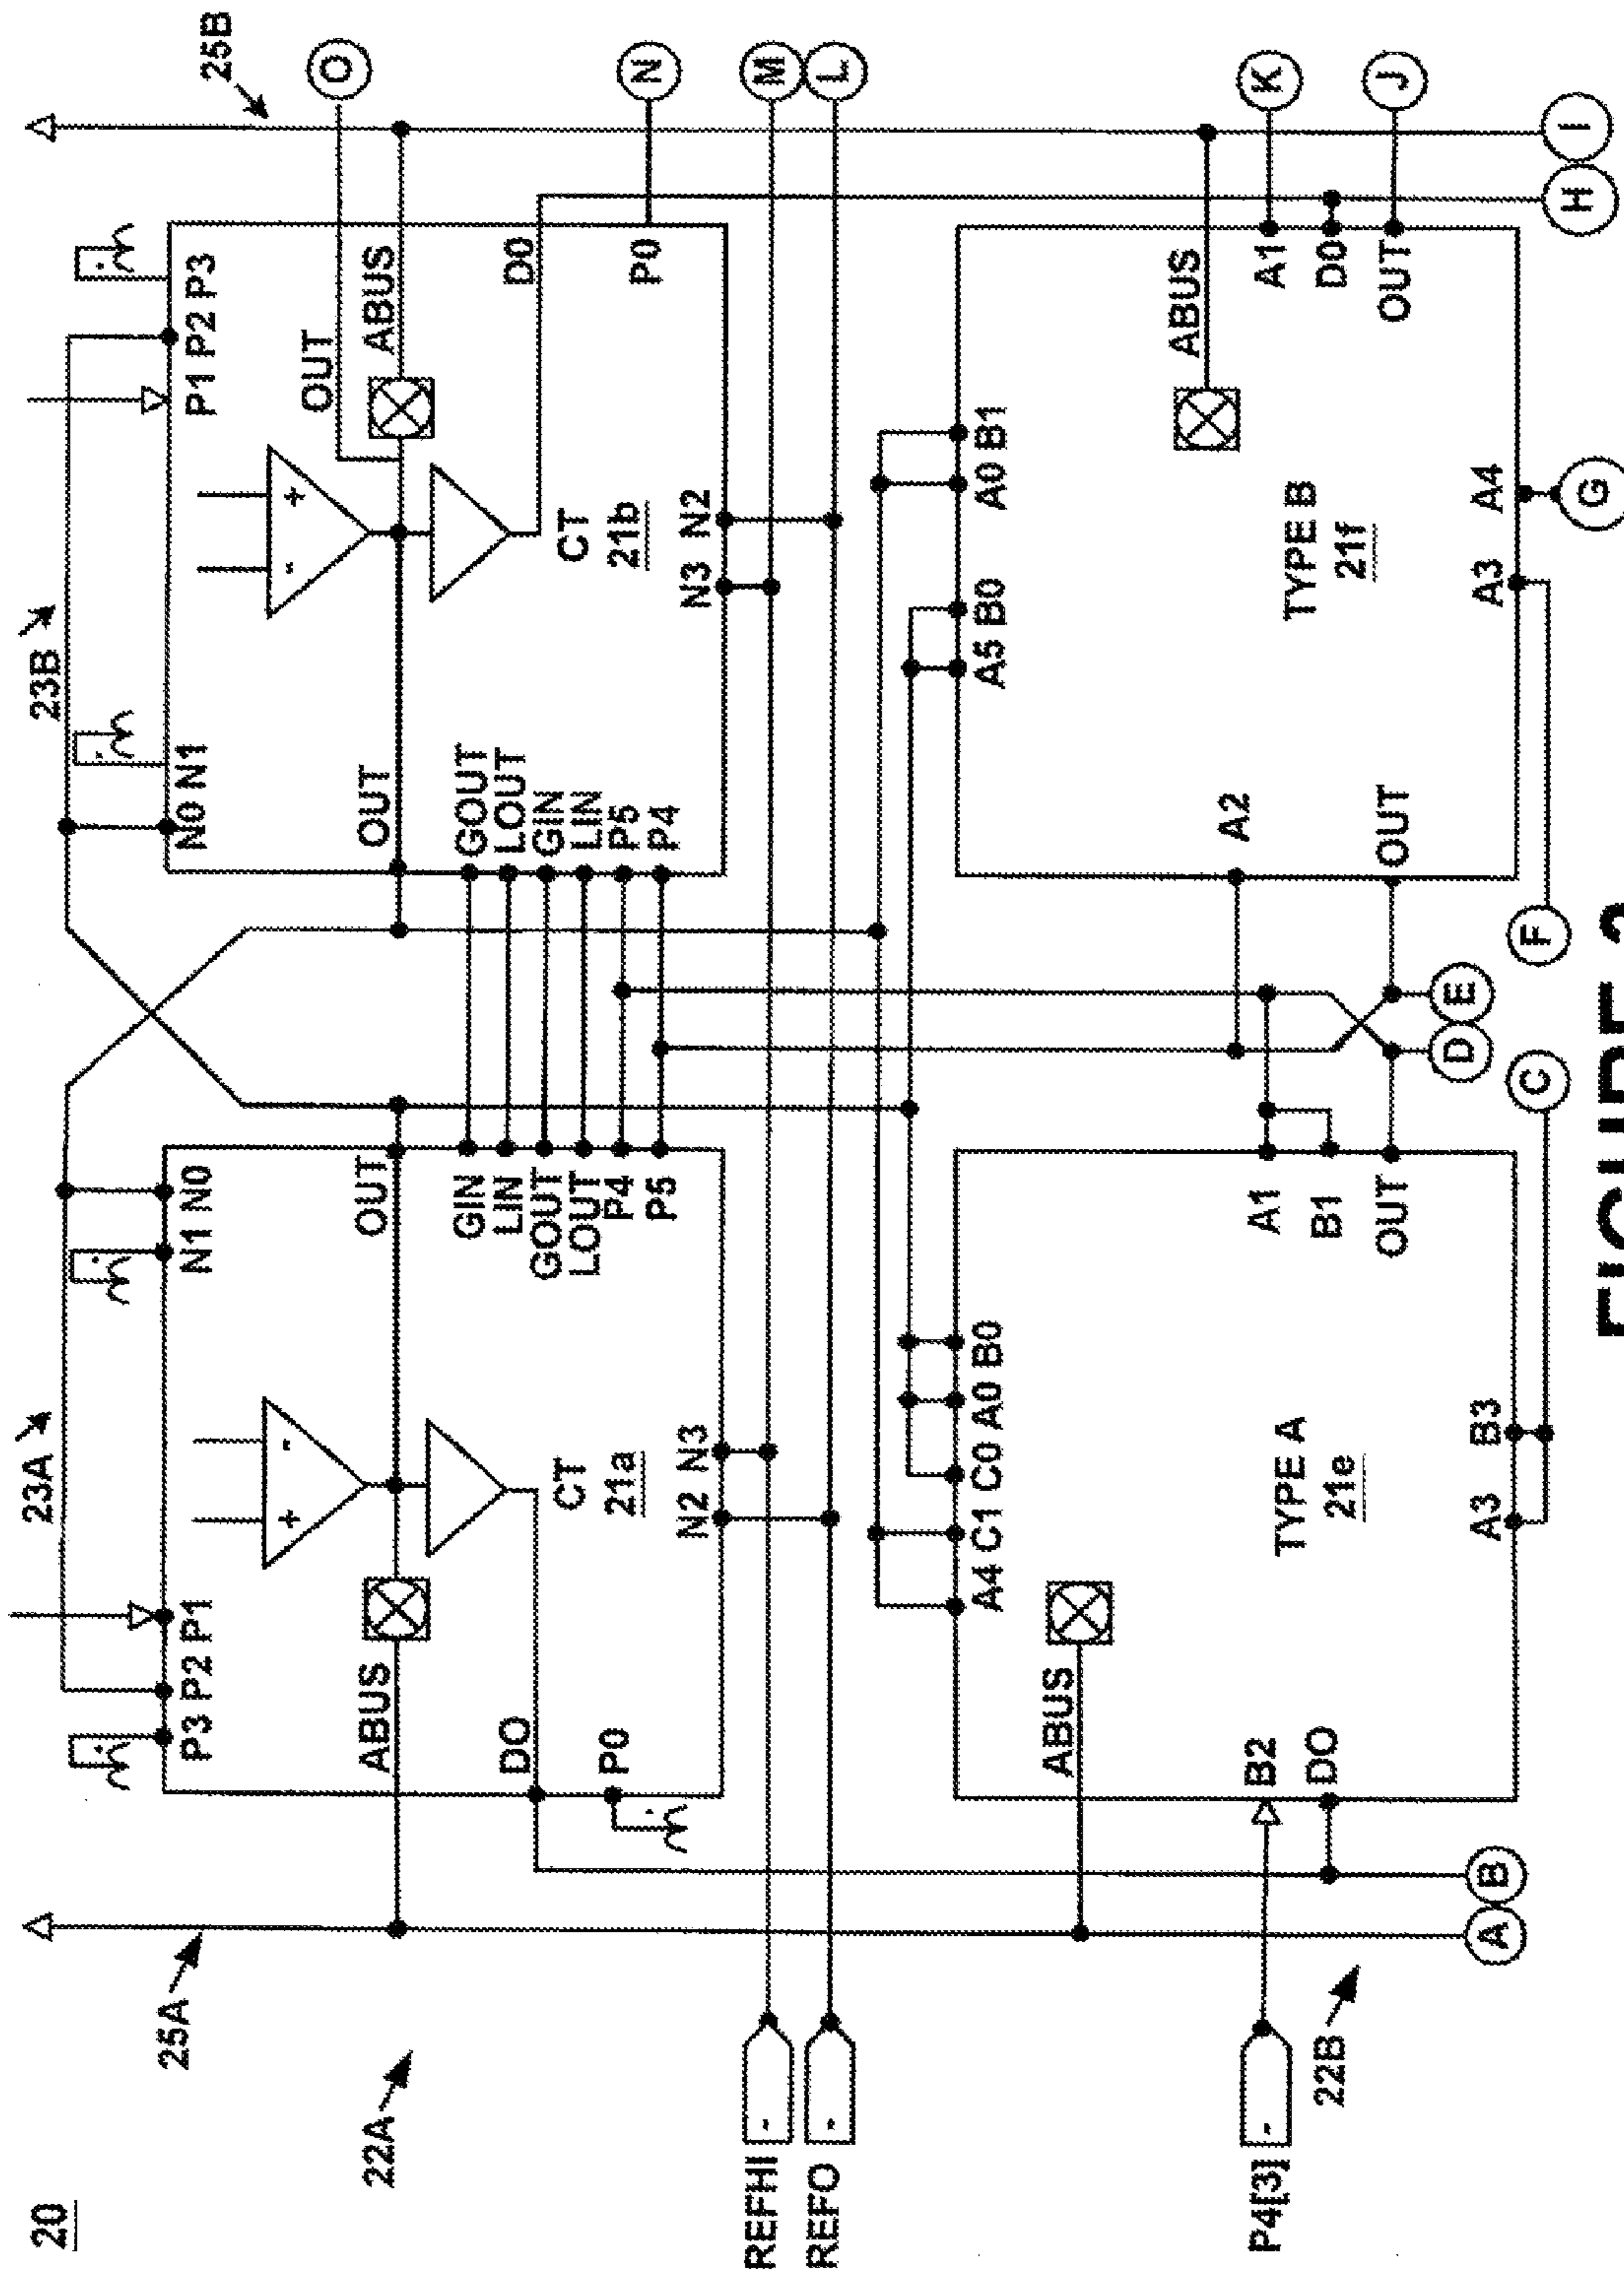 20
23A
23B
25A
P3 P2 P1
N1 N0
N0 N1
P1 P2 P3
25B
+ -
- +
OUT
O
22A
ABUS
OUT
OUT
ABUS
GIN
GOUT
LIN
LOUT
DO
GOUT
GIN
D0
LOUT
LIN
CT
21a
P4
P5
CT
21b
P0
P5
P4
P0
N
N2 N3
N3 N2
REFHI
-
M
REFO
-
L
A4 C1 C0 A0 B0
A5 B0
A0 B1
ABUS
ABUS
P4[3]
-
B2
TYPE A
21e
A1
A2
TYPE B
21f
A1
K
22B
DO
B1
D0
OUT
OUT
OUT
J
A
B
A3 B3
D
E
A3 A4
C
F
G
H
I
FIGURE